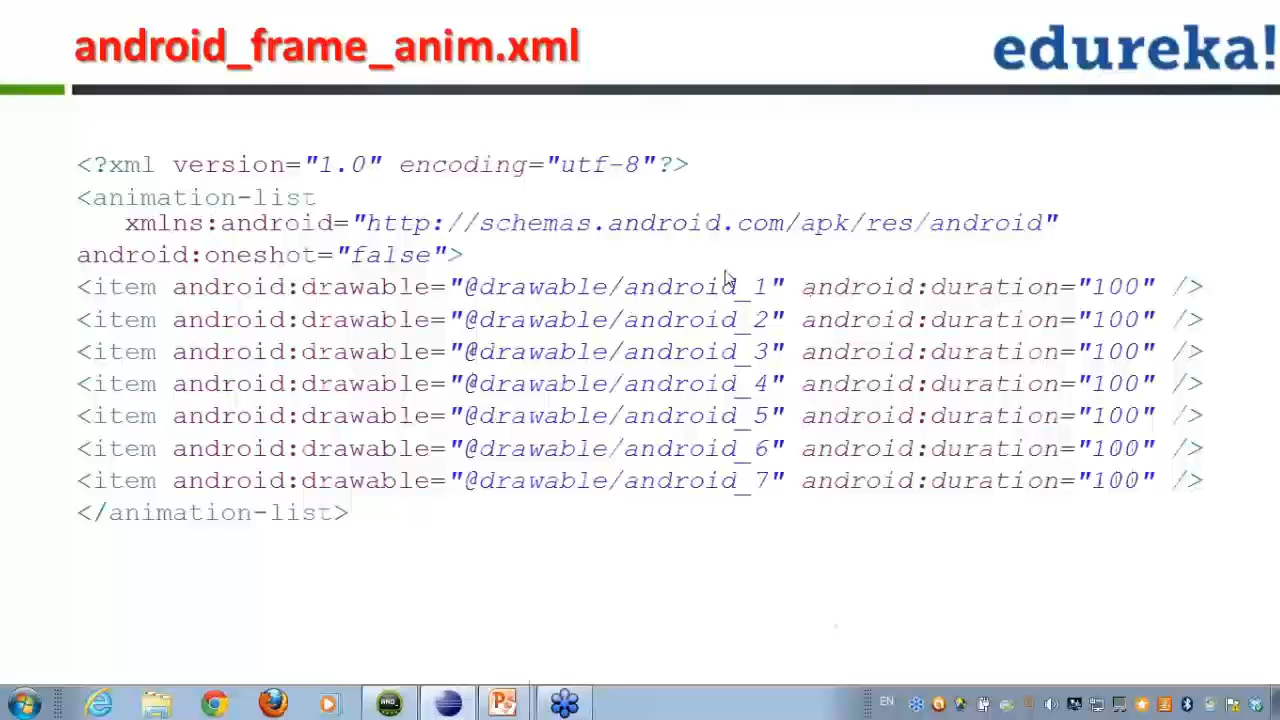 android_frame_anim.xml
edureka!
<?xml version="1.0" encoding="utf-8"?>
<animation-list
xmlns:android="http://schemas.android.com/apk/res/android"
android:oneshot="false">
<item android:drawable="@drawable/android_1" android:duration="100" />
<item android:drawable="@drawable/android_2" android:duration="100" />
<item android:drawable="@drawable/android_3" android:duration="100" />
<item android:drawable="@drawable/android_4" android:duration="100" />
<item android:drawable="@drawable/android_5" android:duration="100" />
<item android:drawable="@drawable/android_6" android:duration="100" />
<item android:drawable="@drawable/android_7" android:duration="100" />
</animation-list>
EN